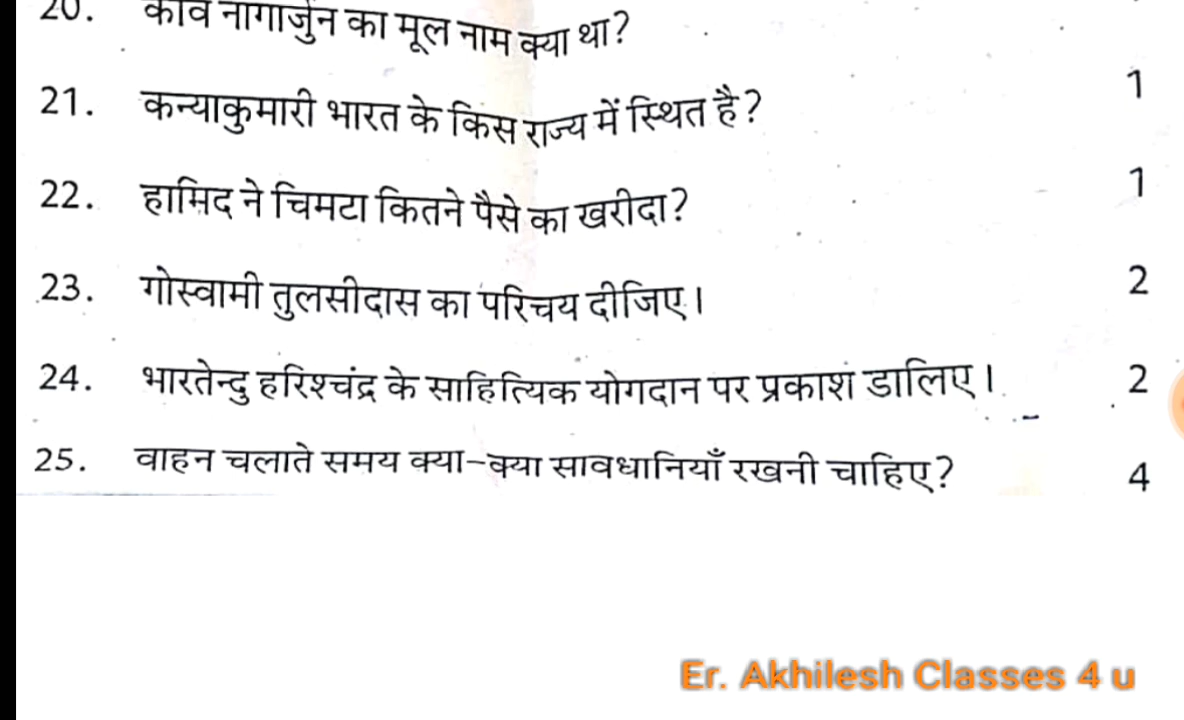 20. कवि नागार्जुन का मूल नाम क्या था?
21. कन्याकुमारी भारत के किस राज्य में स्थित है? 1
22. हामिद ने चिमटा कितने पैसे का खरीदा? 1
23. गोस्वामी तुलसीदास का परिचय दीजिए। 2
24. भारतेन्दु हरिश्चंद्र के साहित्यिक योगदान पर प्रकाश डालिए। 2
25. वाहन चलाते समय क्या-क्या सावधानियाँ रखनी चाहिए? 4
Er. Akhilesh Classes 4 u